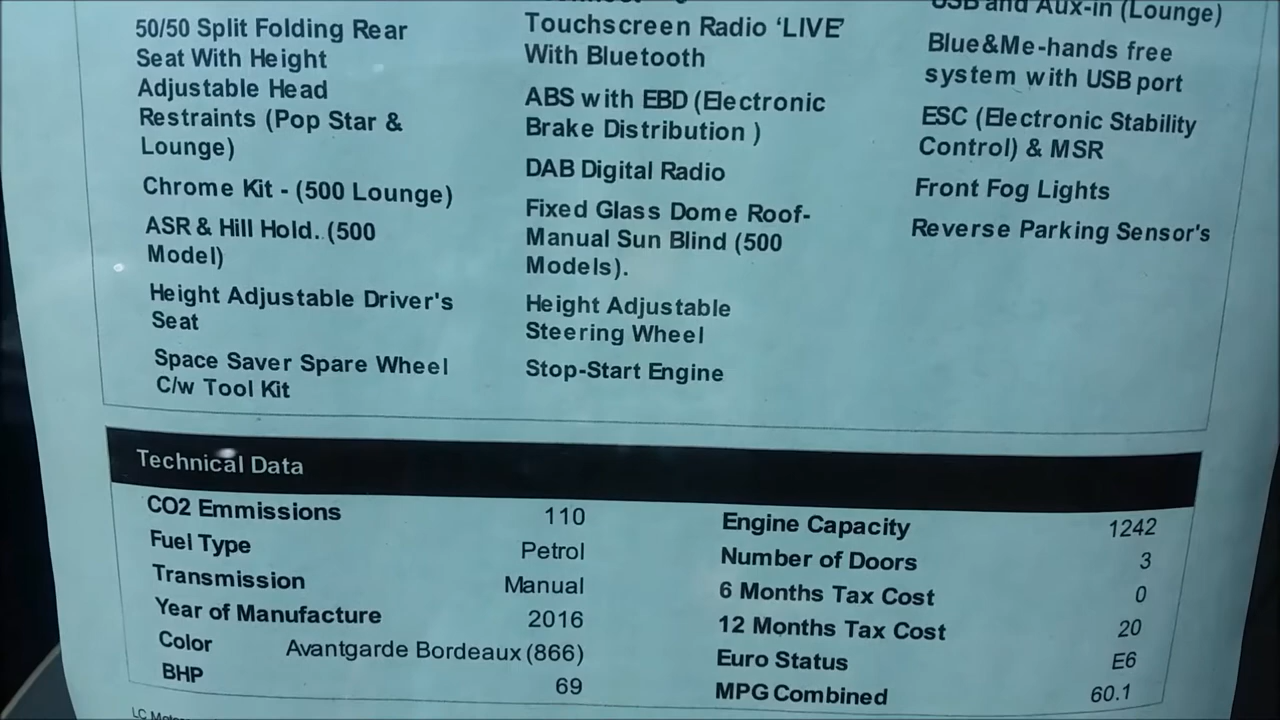 50/50 Split Folding Rear
Seat With Height
Adjustable Head
Restraints (Pop Star &
Lounge)
Chrome Kit - (500 Lounge)
ASR & Hill Hold. (500
Model)
Height Adjustable Driver's
Seat
Space Saver Spare Wheel
C/w Tool Kit
Touchscreen Radio 'LIVE'
With Bluetooth
ABS with EBD (Electronic
Brake Distribution )
DAB Digital Radio
Fixed Glass Dome Roof-
Manual Sun Blind (500
Models).
Height Adjustable
Steering Wheel
Stop-Start Engine
USB and Aux-in (Lounge)
Blue&Me-hands free
system with USB port
ESC (Electronic Stability
Control) & MSR
Front Fog Lights
Reverse Parking Sensor's
Technical Data
CO2 Emmissions 110
Fuel Type Petrol
Transmission Manual
Year of Manufacture 2016
Color Avantgarde Bordeaux (866)
BHP 69
Engine Capacity 1242
Number of Doors 3
6 Months Tax Cost 0
12 Months Tax Cost 20
Euro Status E6
MPG Combined 60.1
LC